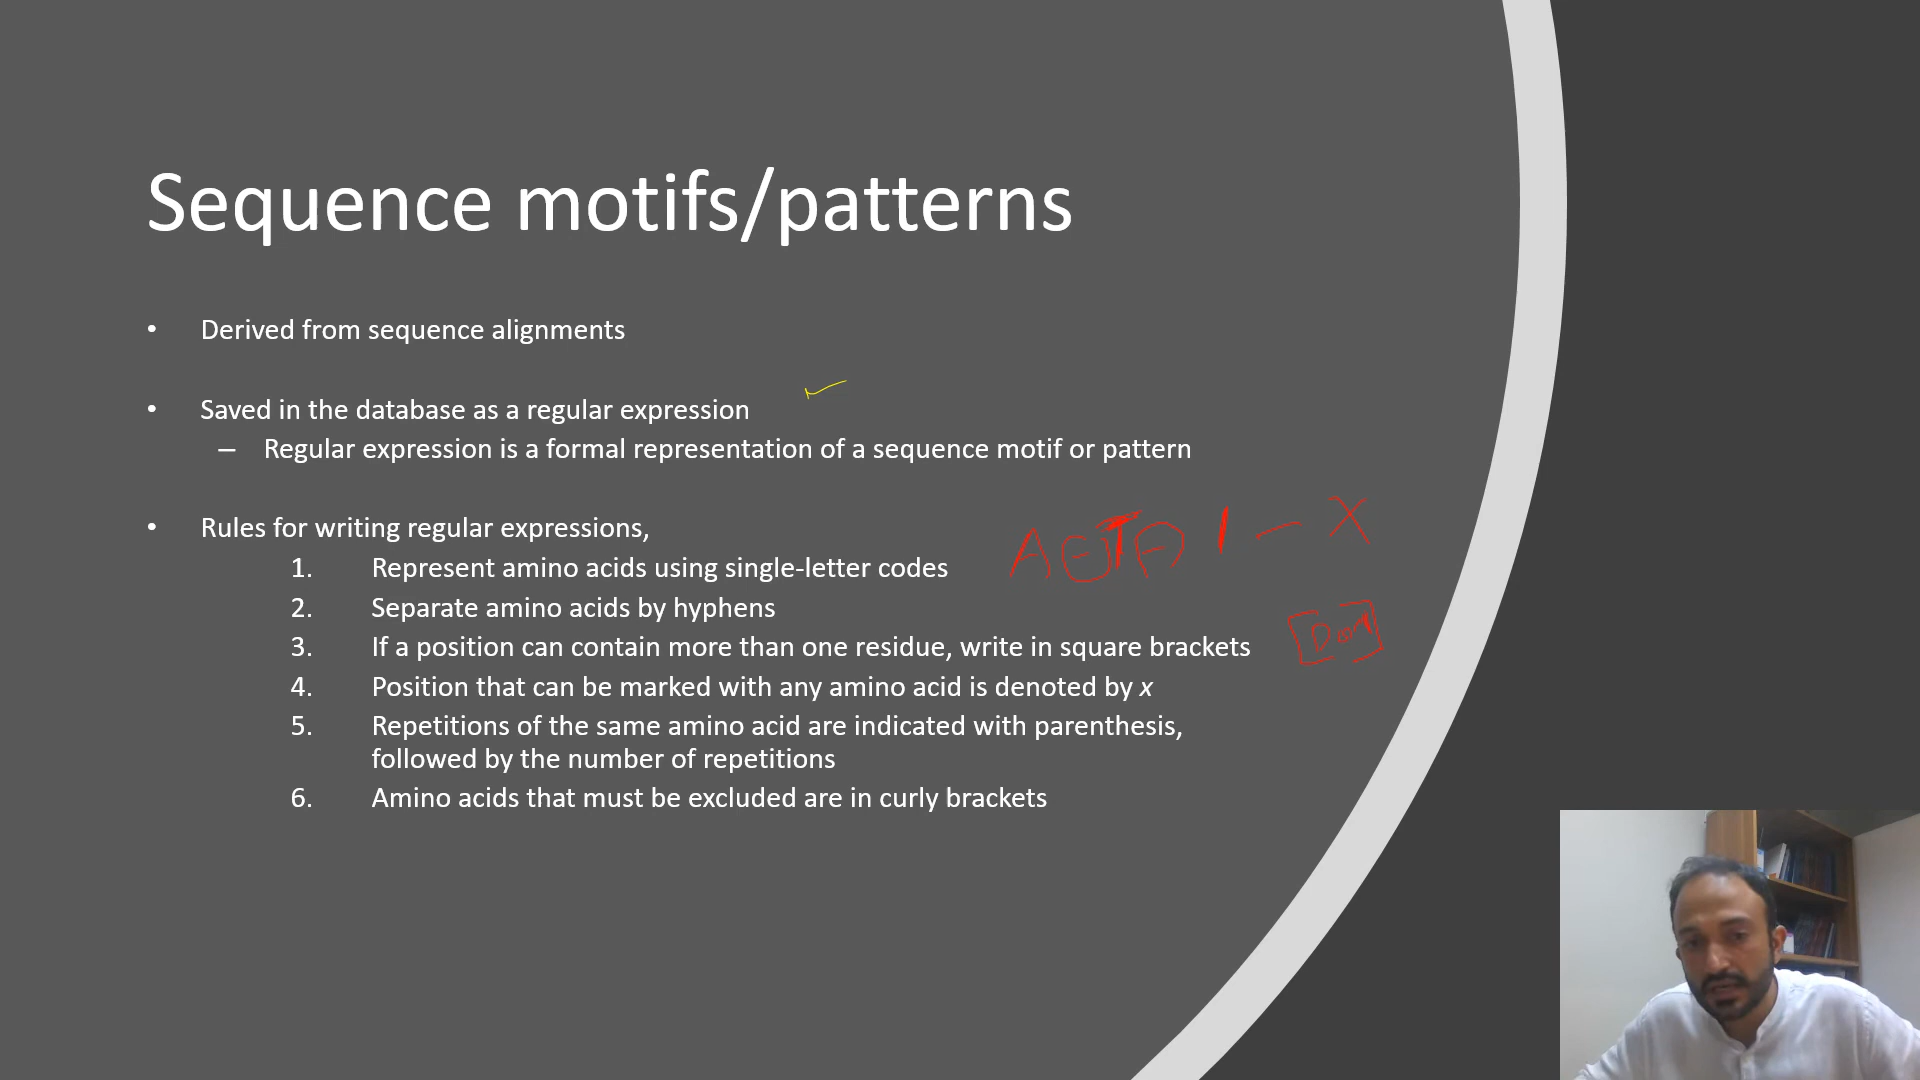 Sequence motifs/patterns
• Derived from sequence alignments
• Saved in the database as a regular expression
– Regular expression is a formal representation of a sequence motif or pattern
• Rules for writing regular expressions,
1. Represent amino acids using single-letter codes
2. Separate amino acids by hyphens
3. If a position can contain more than one residue, write in square brackets
4. Position that can be marked with any amino acid is denoted by x
5. Repetitions of the same amino acid are indicated with parenthesis,
followed by the number of repetitions
6. Amino acids that must be excluded are in curly brackets